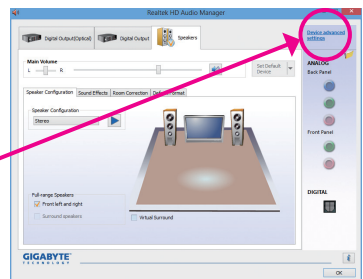 Realtek HD Audio Manager
Digital Output(Optical)
Digital Output
Speakers
Device advanced
settings
Main Volume
L
R
Set Default
Device
ANALOG
Back Panel
Speaker Configuration
Sound Effects
Room Correction
Default Format
Speaker Configuration
Stereo
Front Panel
Full-range Speakers
Front left and right
Surround speakers
Virtual Surround
DIGITAL
GIGABYTE
TECHNOLOGY
OK